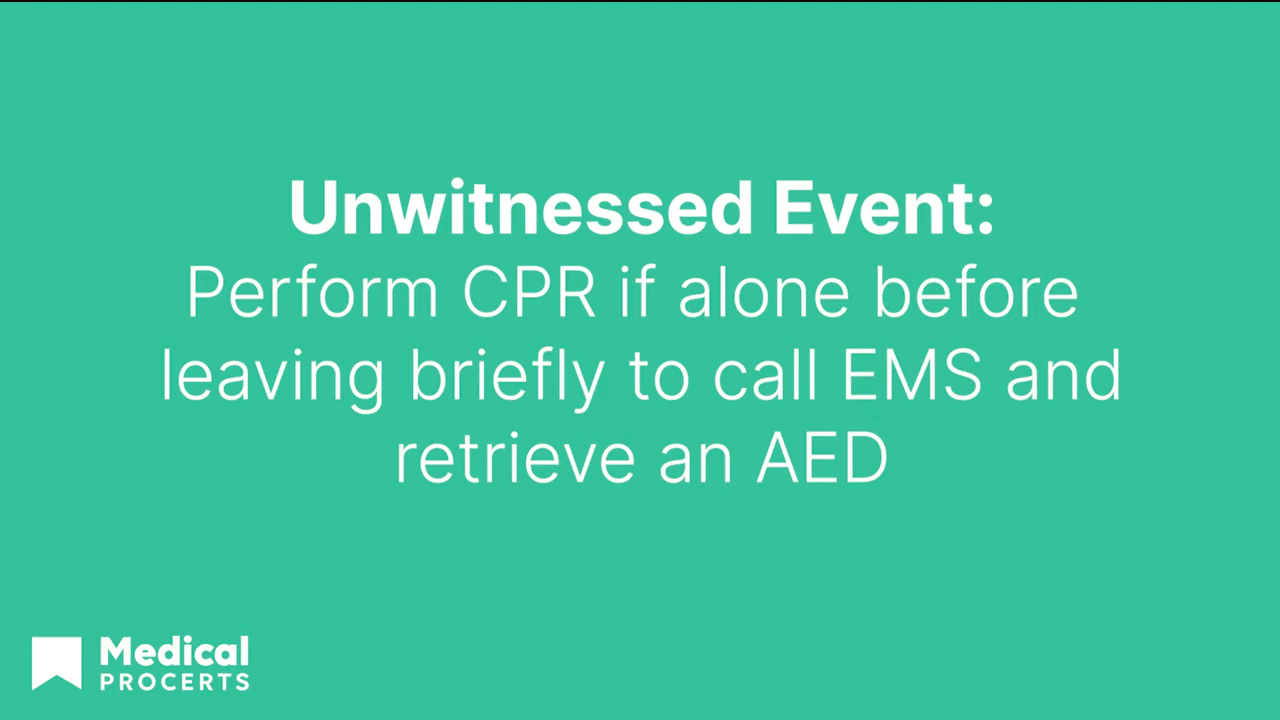 Unwitnessed Event:
Perform CPR if alone before
leaving briefly to call EMS and
retrieve an AED
Medical
PROCERTS